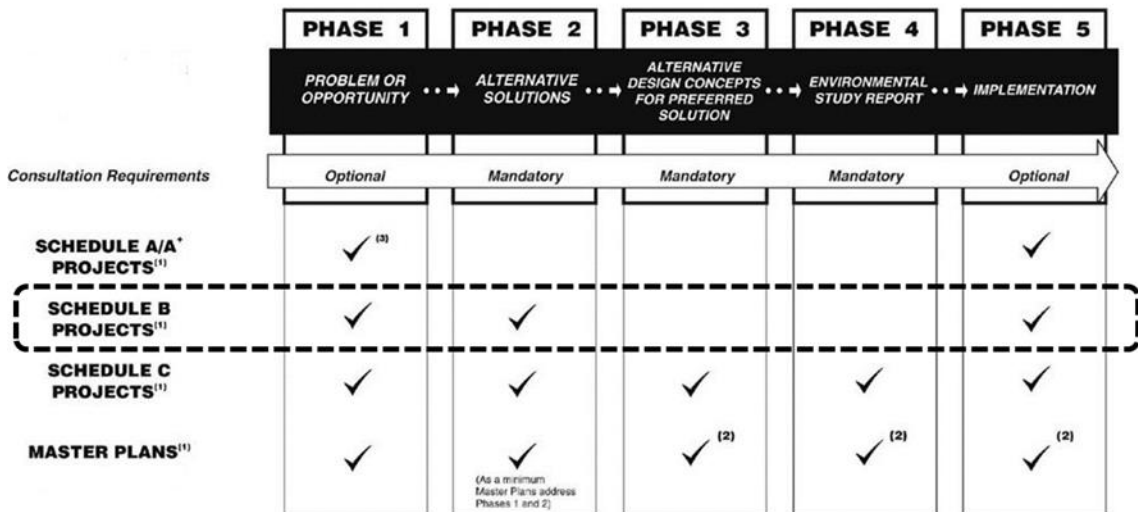 PHASE 1 PHASE 2 PHASE 3 PHASE 4 PHASE 5
PROBLEM OR
OPPORTUNITY
ALTERNATIVE
SOLUTIONS
ALTERNATIVE
DESIGN CONCEPTS
FOR PREFERRED
SOLUTION
ENVIRONMENTAL
STUDY REPORT
IMPLEMENTATION
Consultation Requirements Optional Mandatory Mandatory Mandatory Optional
SCHEDULE A/A+
PROJECTS(1)
(3)
SCHEDULE B
PROJECTS(1)
SCHEDULE C
PROJECTS(1)
MASTER PLANS(1)
(2) (2) (2)
(As a minimum
Master Plans address
Phases 1 and 2)